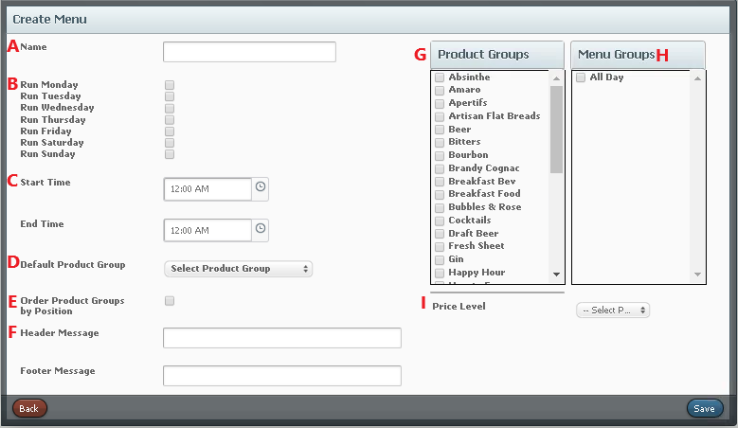 Create Menu
A Name
B
Run Monday
Run Tuesday
Run Wednesday
Run Thursday
Run Friday
Run Saturday
Run Sunday
C Start Time
12:00 AM
End Time
12:00 AM
D Default Product Group
Select Product Group
E Order Product Groups
by Position
F Header Message
Footer Message
G Product Groups
Absinthe
Amaro
Apertifs
Artisan Flat Breads
Beer
Bitters
Bourbon
Brandy Cognac
Breakfast Bev
Breakfast Food
Bubbles & Rose
Cocktails
Draft Beer
Fresh Sheet
Gin
Happy Hour
Menu Groups H
All Day
I Price Level
-- Select P...
Back
Save